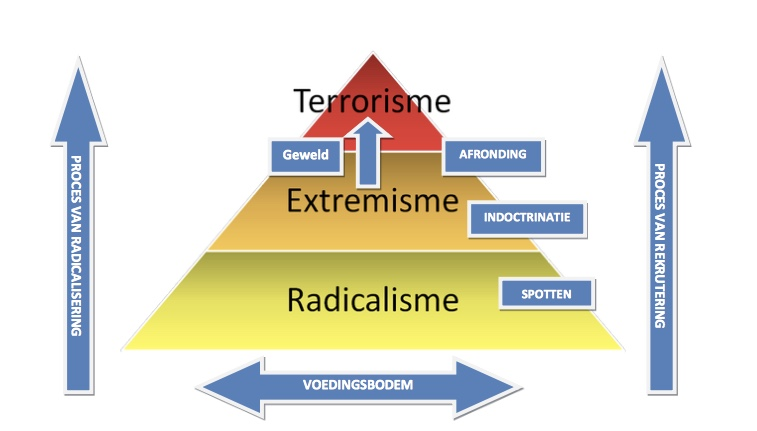 Terrorisme
Geweld
AFRONDING
Extremisme
INDOCTRINATIE
Radicalisme
SPOTTEN
VOEDINGSBODEM
PROCES VAN RADICALISERING
PROCES VAN REKRUTERING